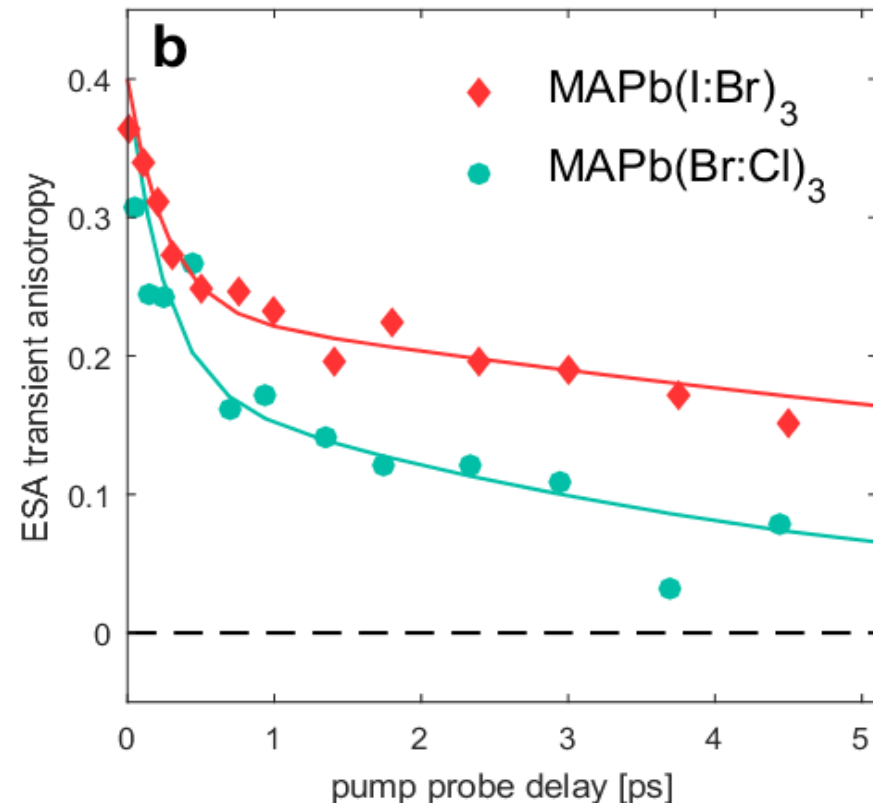 b
MAPb(I:Br)3
MAPb(Br:Cl)3
ESA transient anisotropy
0.4
0.3
0.2
0.1
0
0 1 2 3 4 5
pump probe delay [ps]